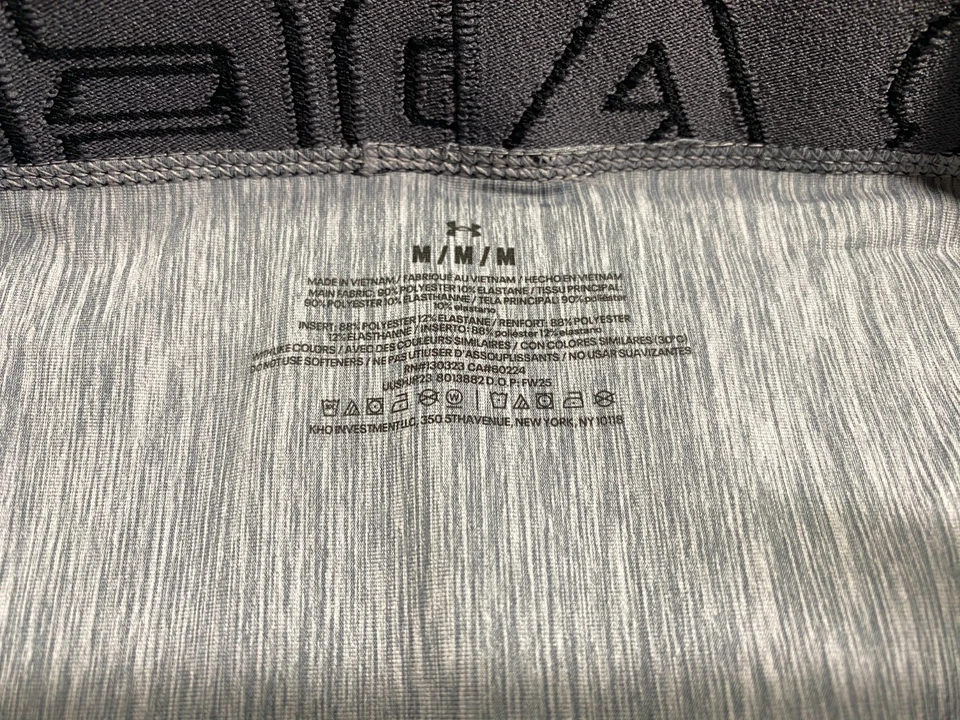 M/M/M
MADE IN VIETNAM / FABRIQUE AU VIETNAM / HECHO EN VIETNAM
MAIN FABRIC: 90% POLYESTER 10% ELASTANE / TISSU PRINCIPAL:
90% POLYESTER 10% ELASTHANNE / TELA PRINCIPAL: 90% poliéster
10% elastano
INSERT: 88% POLYESTER 12% ELASTANE / RENFORT: 88% POLYESTER
12% ELASTHANNE / INSERTO: 88% poliéster 12% elastano
LIKE COLORS / AVEC DES COULEURS SIMILAIRES / CON COLORES SIMILARES (30°C)
DO NOT USE SOFTENERS / NE PAS UTILISER D'ASSOUPLISSANTS / NO USAR SUAVIZANTES
RN#130323 CA#60224
8013882 D.O.P: FW25
KHQ INVESTMENT LLC, 350 5TH AVENUE, NEW YORK, NY 10118